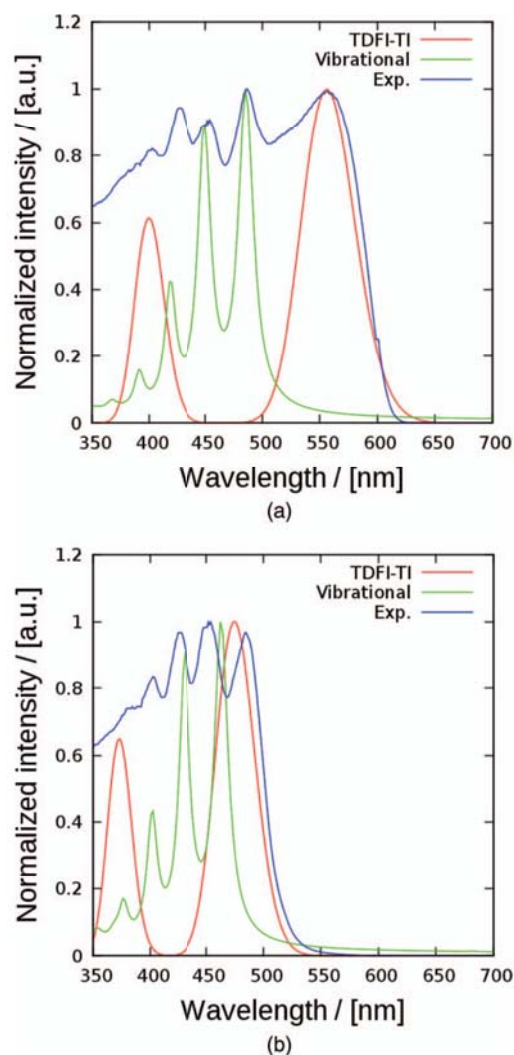 1.2
1
0.8
0.6
0.4
0.2
0
Normalized intensity / [a.u.]
TDFI-TI
Vibrational
Exp.
350 400 450 500 550 600 650 700
Wavelength / [nm]
(a)
1.2
1
0.8
0.6
0.4
0.2
0
Normalized intensity / [a.u.]
TDFI-TI
Vibrational
Exp.
350 400 450 500 550 600 650 700
Wavelength / [nm]
(b)